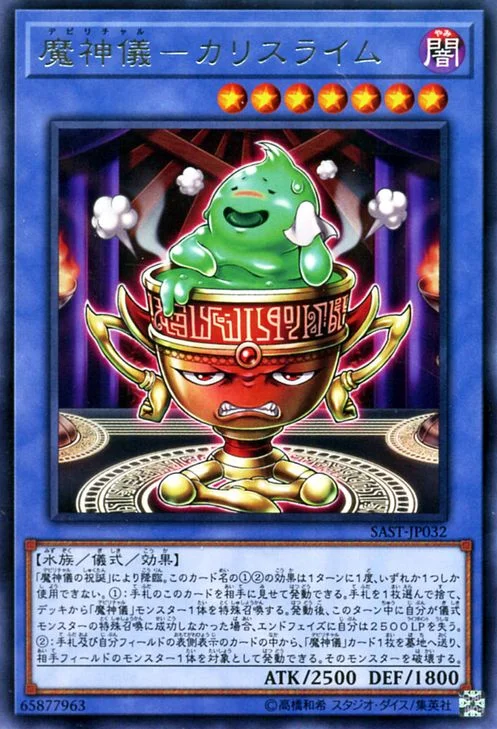 デビリチャル
魔神儀－カリスライム
やみ
闇
SAST-JP032
【水族／儀式／効果】
「魔神儀の祝誕」により降臨。このカード名の①②の効果は1ターンに1度、いずれか1つしか
使用できない。①：手札のこのカードを相手に見せて発動できる。手札を1枚選んで捨て、
デッキから「魔神儀」モンスター1体を特殊召喚する。発動後、このターン中に自分が儀式
モンスターの特殊召喚に成功しなかった場合、エンドフェイズに自分は2500LPを失う。
②：手札及び自分フィールドの表側表示のカードの中から、「魔神儀」カード1枚を墓地へ送り、
相手フィールドのモンスター1体を対象として発動できる。そのモンスターを破壊する。
ATK/2500 DEF/1800
65877963
©高橋和希 スタジオ・ダイス/集英社